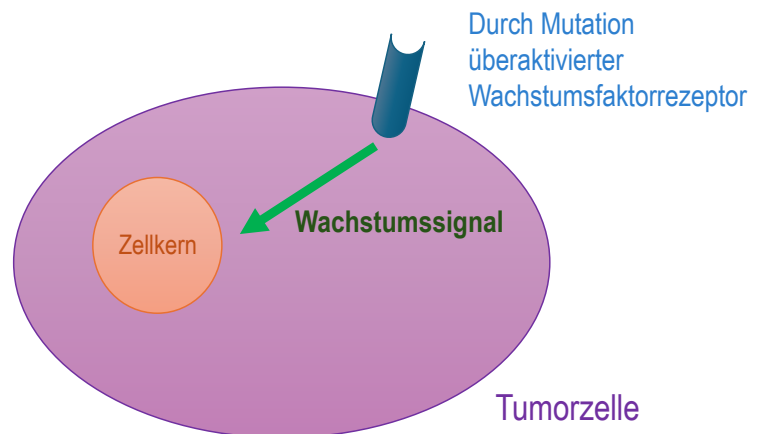 Durch Mutation
überaktivierter
Wachstumsfaktorrezeptor
Wachstumssignal
Zellkern
Tumorzelle